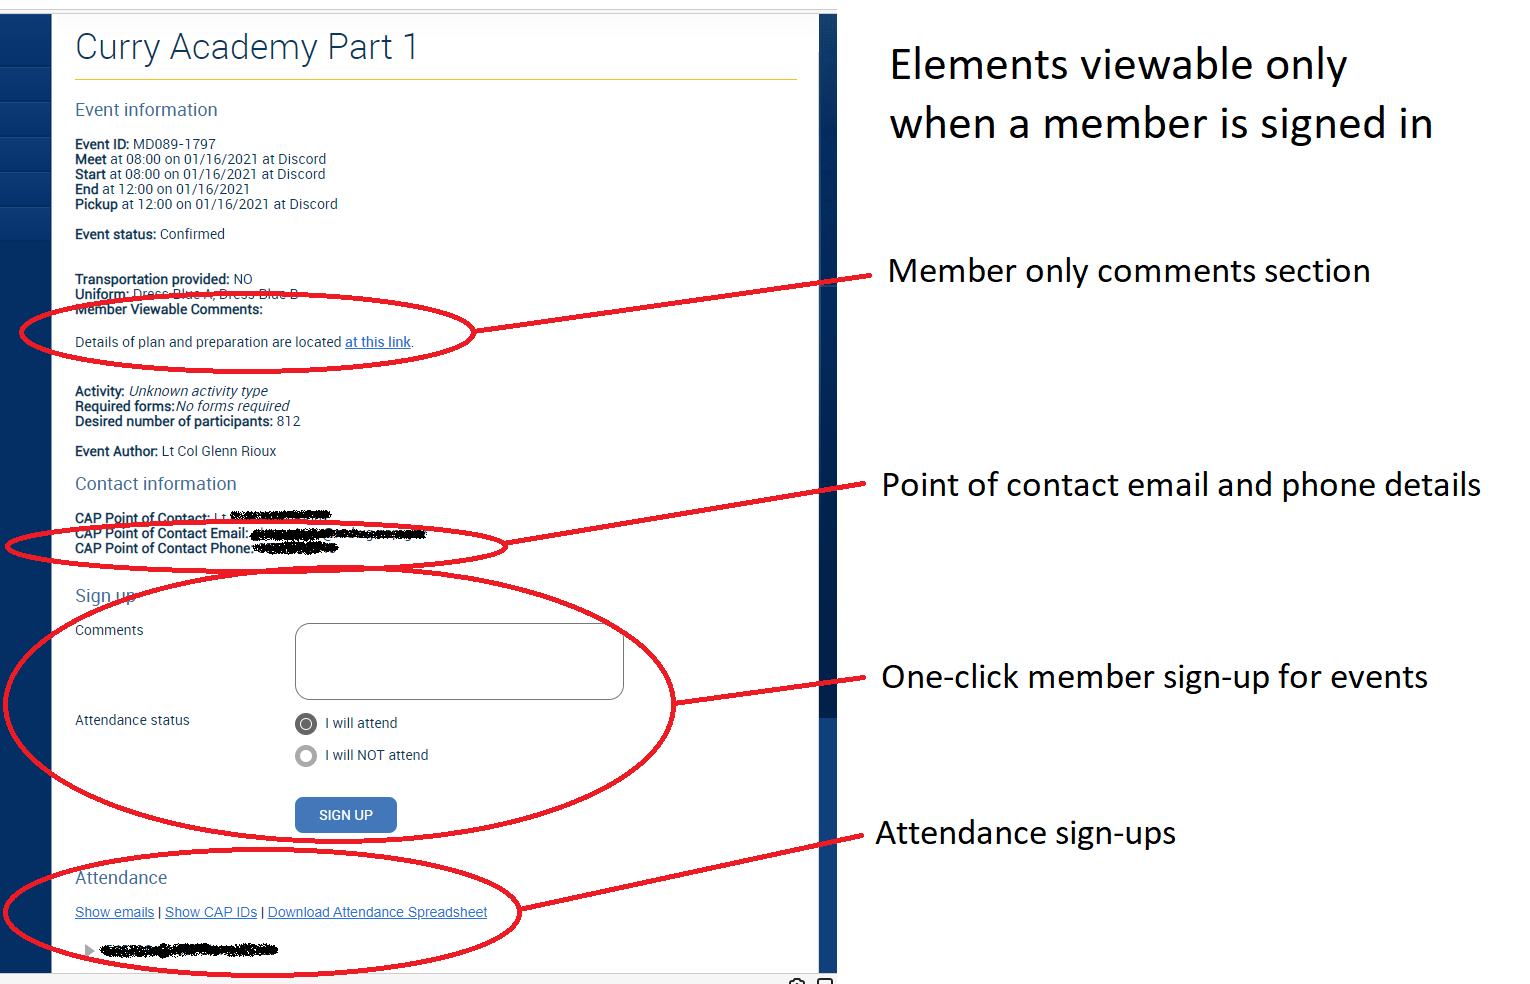 Curry Academy Part 1
Elements viewable only
when a member is signed in
Event information
Event ID: MD089-1797
Meet at 08:00 on 01/16/2021 at Discord
Start at 08:00 on 01/16/2021 at Discord
End at 12:00 on 01/16/2021
Pickup at 12:00 on 01/16/2021 at Discord
Event status: Confirmed
Transportation provided: NO
Uniform: Dress Blue A, Dress Blue B
Member Viewable Comments:
Member only comments section
Details of plan and preparation are located at this link.
Activity: Unknown activity type
Required forms:No forms required
Desired number of participants: 812
Event Author: Lt Col Glenn Rioux
Contact information
Point of contact email and phone details
CAP Point of Contact: Lt
CAP Point of Contact Email:
CAP Point of Contact Phone:
Sign up
Comments
One-click member sign-up for events
Attendance status
I will attend
I will NOT attend
SIGN UP
Attendance sign-ups
Attendance
Show emails | Show CAP IDs | Download Attendance Spreadsheet